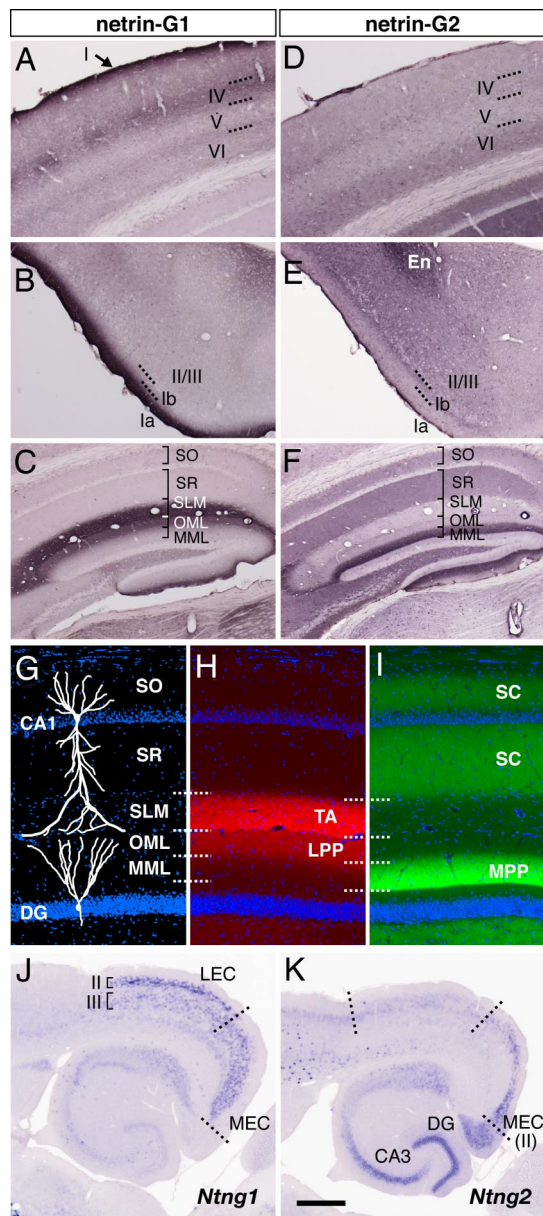 netrin-G1
netrin-G2
A
I
IV
V
VI
D
IV
V
VI
B
II/III
Ib
Ia
E
En
II/III
Ib
Ia
C
SO
SR
SLM
OML
MML
F
SO
SR
SLM
OML
MML
G
SO
CA1
SR
SLM
OML
MML
DG
H
TA
LPP
I
SC
SC
MPP
J
II
III
LEC
MEC
Ntng1
K
DG
CA3
MEC
(II)
Ntng2